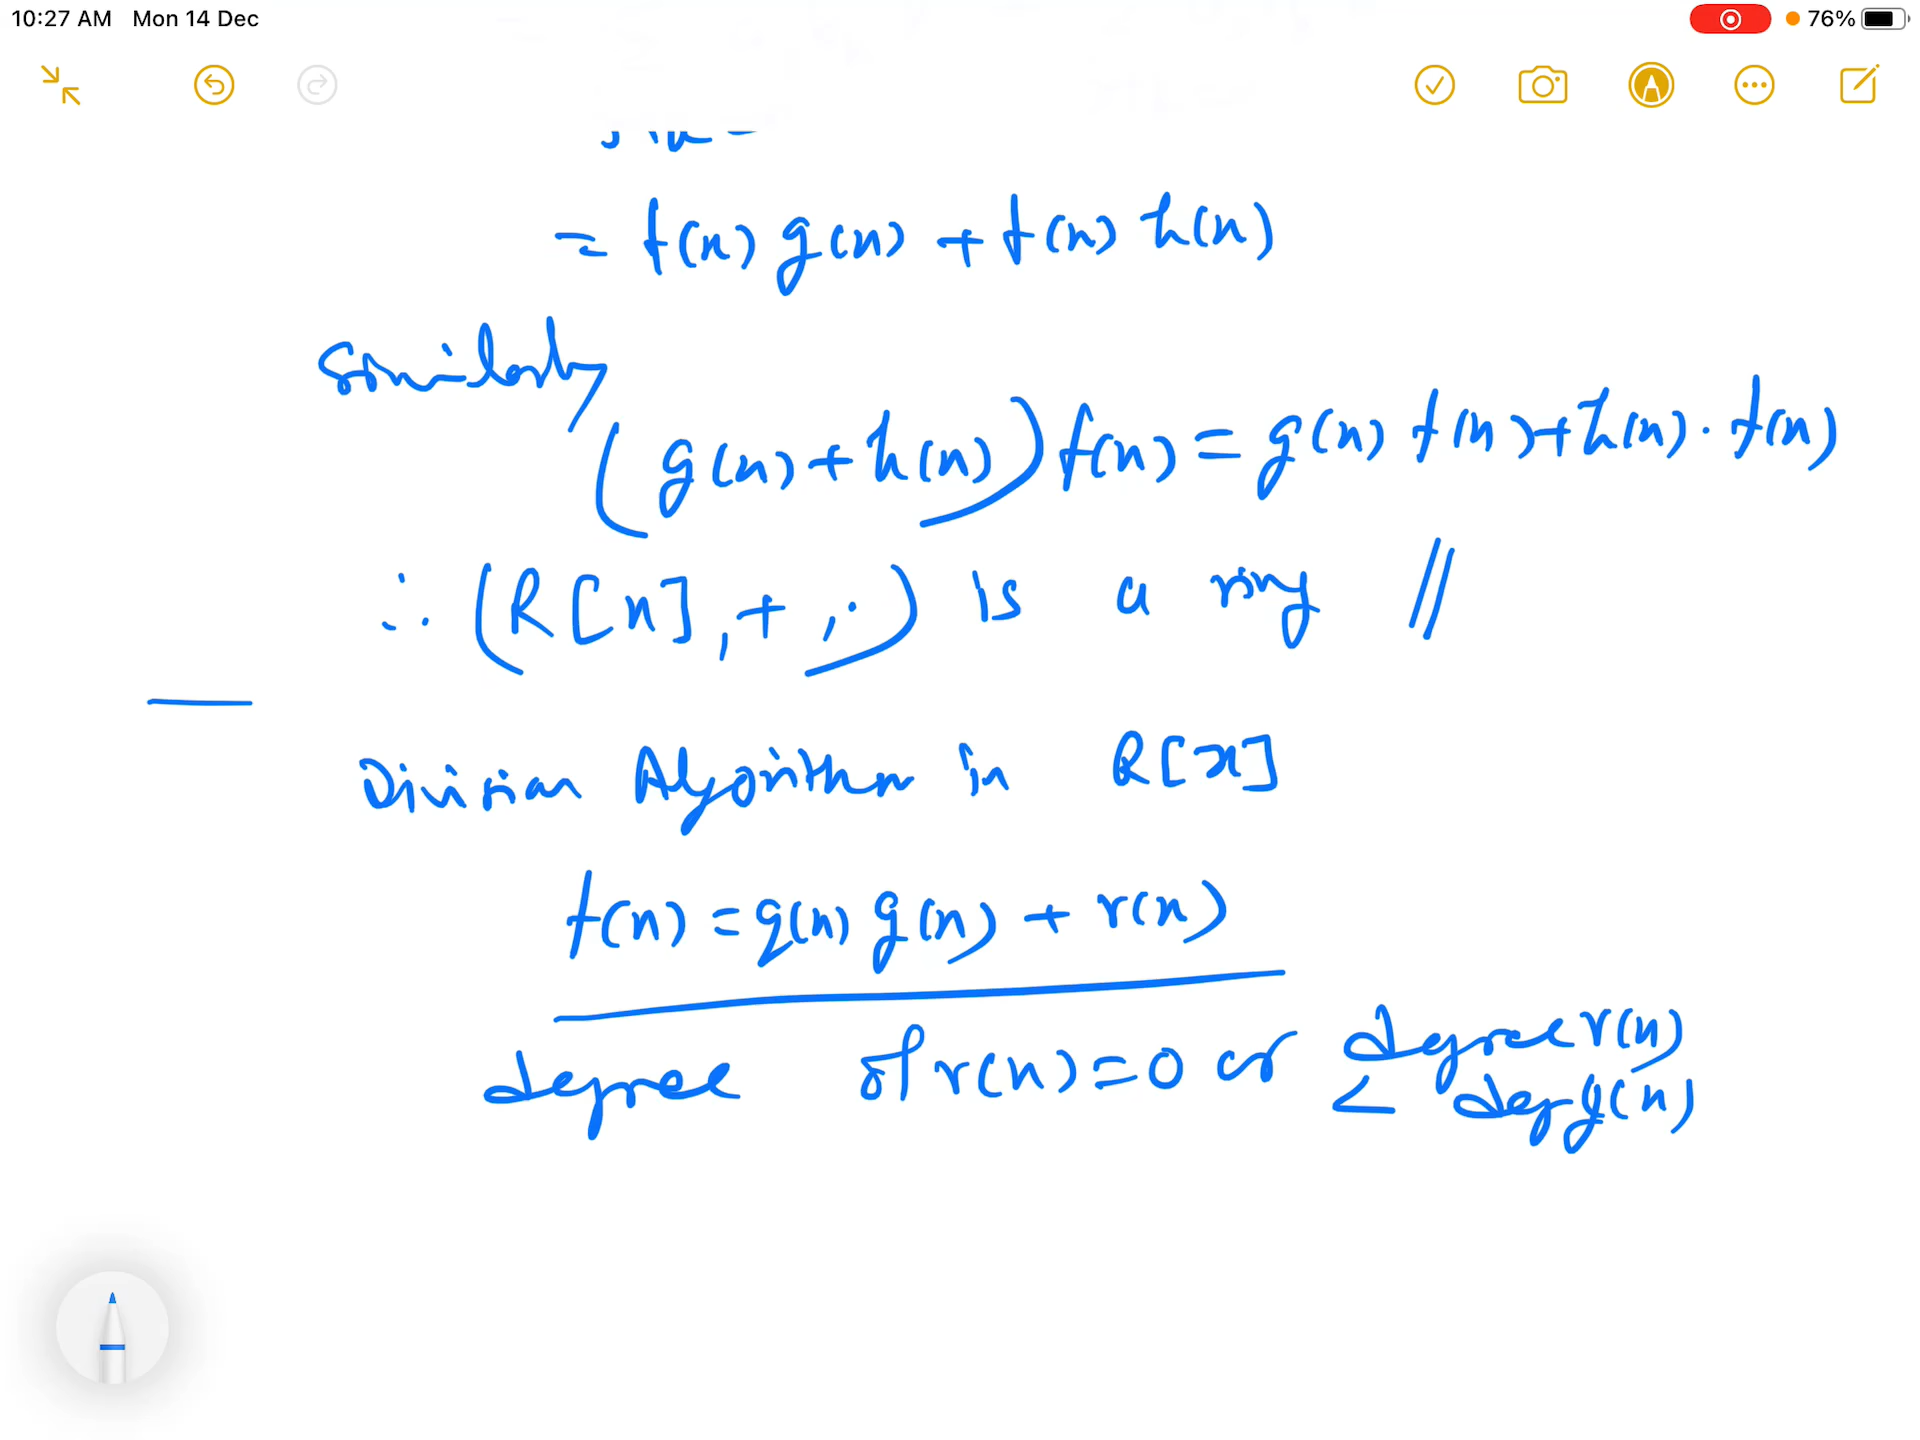 10:27 AM Mon 14 Dec 76%
= f(x) g(x) + f(x) h(x)
Similarly
(g(x) + h(x)) f(x) = g(x) f(x) + h(x) · f(x)
∴ (R[x], +, ·) is a ring //
Division Algorithm in R[x]
f(x) = q(x) g(x) + r(x)
degree of r(x) = 0 or degree r(x)
< deg g(x)